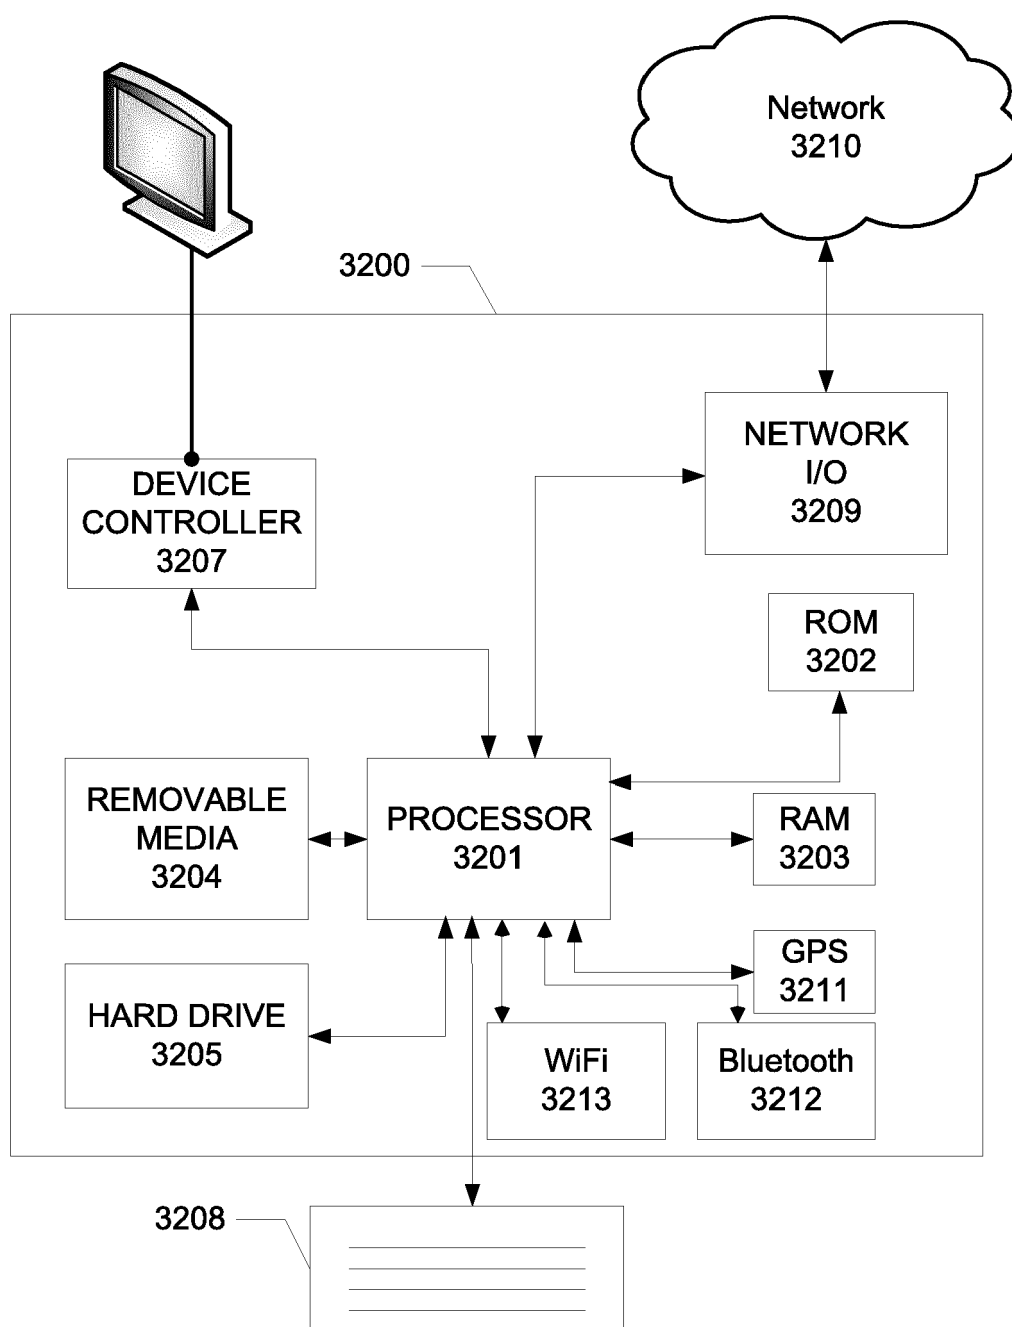 Network
3210
3200
NETWORK
I/O
3209
DEVICE
CONTROLLER
3207
ROM
3202
REMOVABLE
MEDIA
3204
PROCESSOR
3201
RAM
3203
GPS
3211
HARD DRIVE
3205
WiFi
3213
Bluetooth
3212
3208